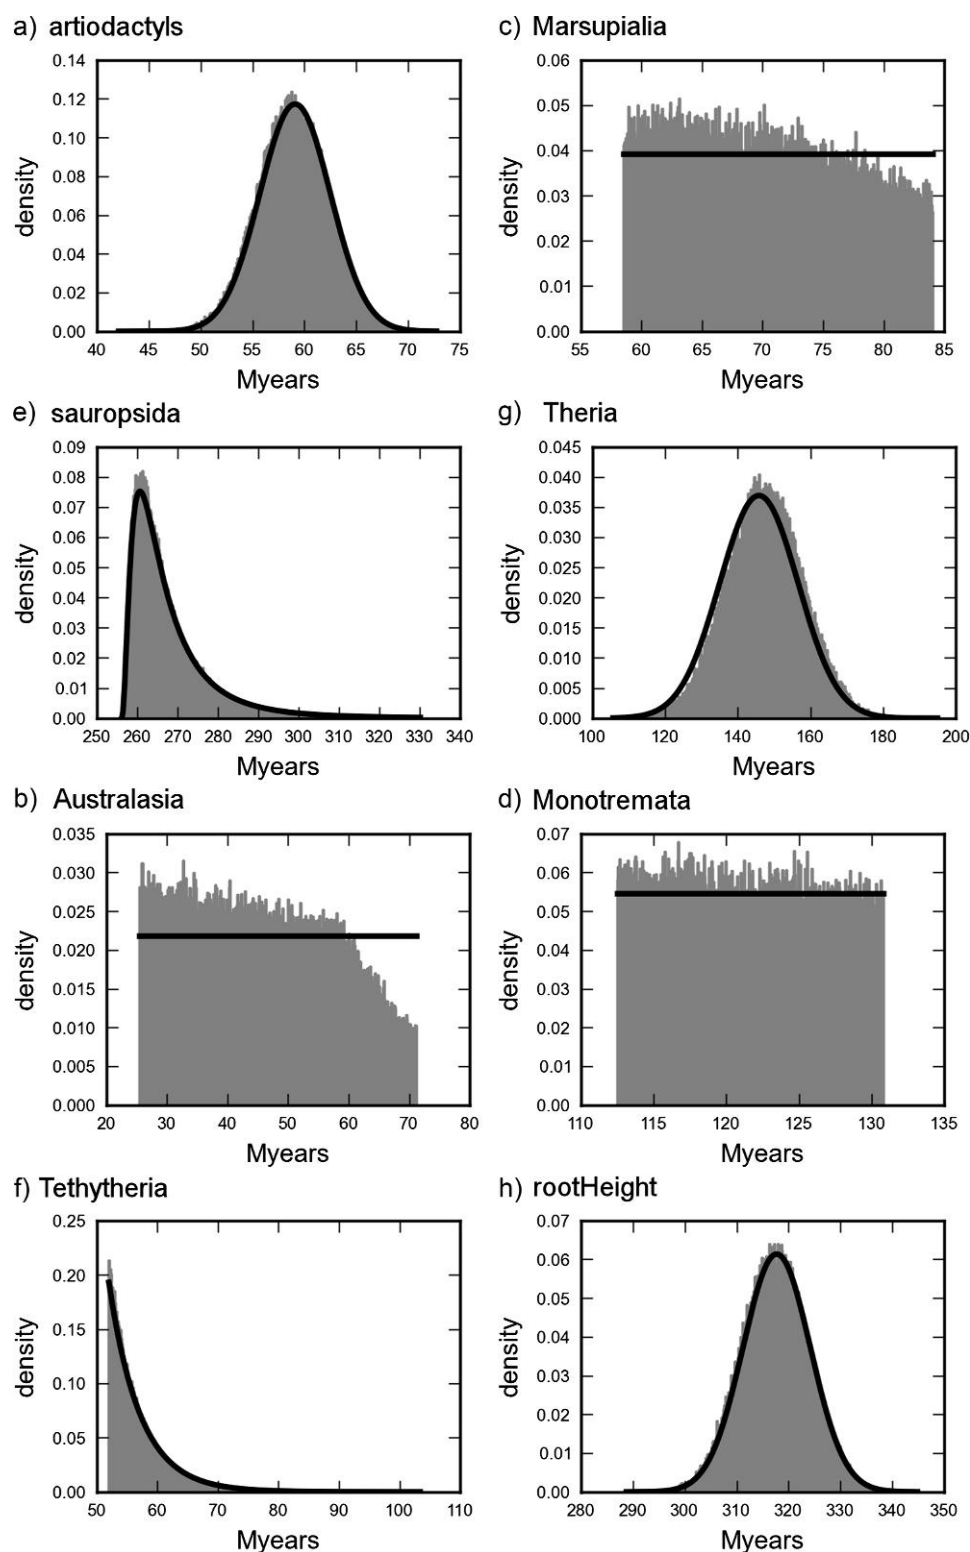 a) artiodactyls
0.14
0.12
0.10
0.08
0.06
0.04
0.02
0.00
density
40 45 50 55 60 65 70 75
Myears
c) Marsupialia
0.06
0.05
0.04
0.03
0.02
0.01
0.00
density
55 60 65 70 75 80 85
Myears
e) sauropsida
0.09
0.08
0.07
0.06
0.05
0.04
0.03
0.02
0.01
0.00
density
250 260 270 280 290 300 310 320 330 340
Myears
g) Theria
0.045
0.040
0.035
0.030
0.025
0.020
0.015
0.010
0.005
0.000
density
100 120 140 160 180 200
Myears
b) Australasia
0.035
0.030
0.025
0.020
0.015
0.010
0.005
0.000
density
20 30 40 50 60 70 80
Myears
d) Monotremata
0.07
0.06
0.05
0.04
0.03
0.02
0.01
0.00
density
110 115 120 125 130 135
Myears
f) Tethytheria
0.25
0.20
0.15
0.10
0.05
0.00
density
50 60 70 80 90 100 110
Myears
h) rootHeight
0.07
0.06
0.05
0.04
0.03
0.02
0.01
0.00
density
280 290 300 310 320 330 340 350
Myears